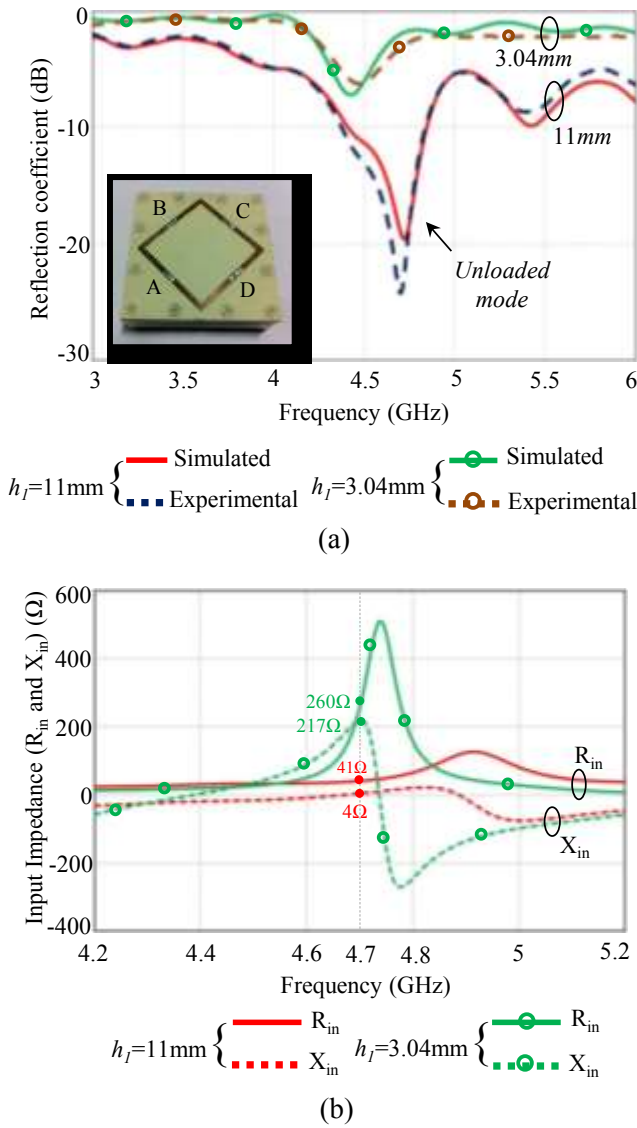 0
-10
-20
-30
Reflection coefficient (dB)
3.04mm
11mm
Unloaded
mode
B
C
A
D
3 3.5 4 4.5 5 5.5 6
Frequency (GHz)
h1=11mm { Simulated
Experimental
h1=3.04mm { Simulated
Experimental
(a)
600
400
200
0
-200
-400
Input Impedance (Rin and Xin) (Ω)
260Ω
217Ω
41Ω
4Ω
Rin
Xin
4.2 4.4 4.6 4.7 4.8 5 5.2
Frequency (GHz)
h1=11mm { Rin
Xin
h1=3.04mm { Rin
Xin
(b)